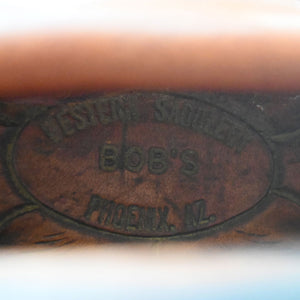 WESTERN
BOB'S
PHOENIX, AZ.